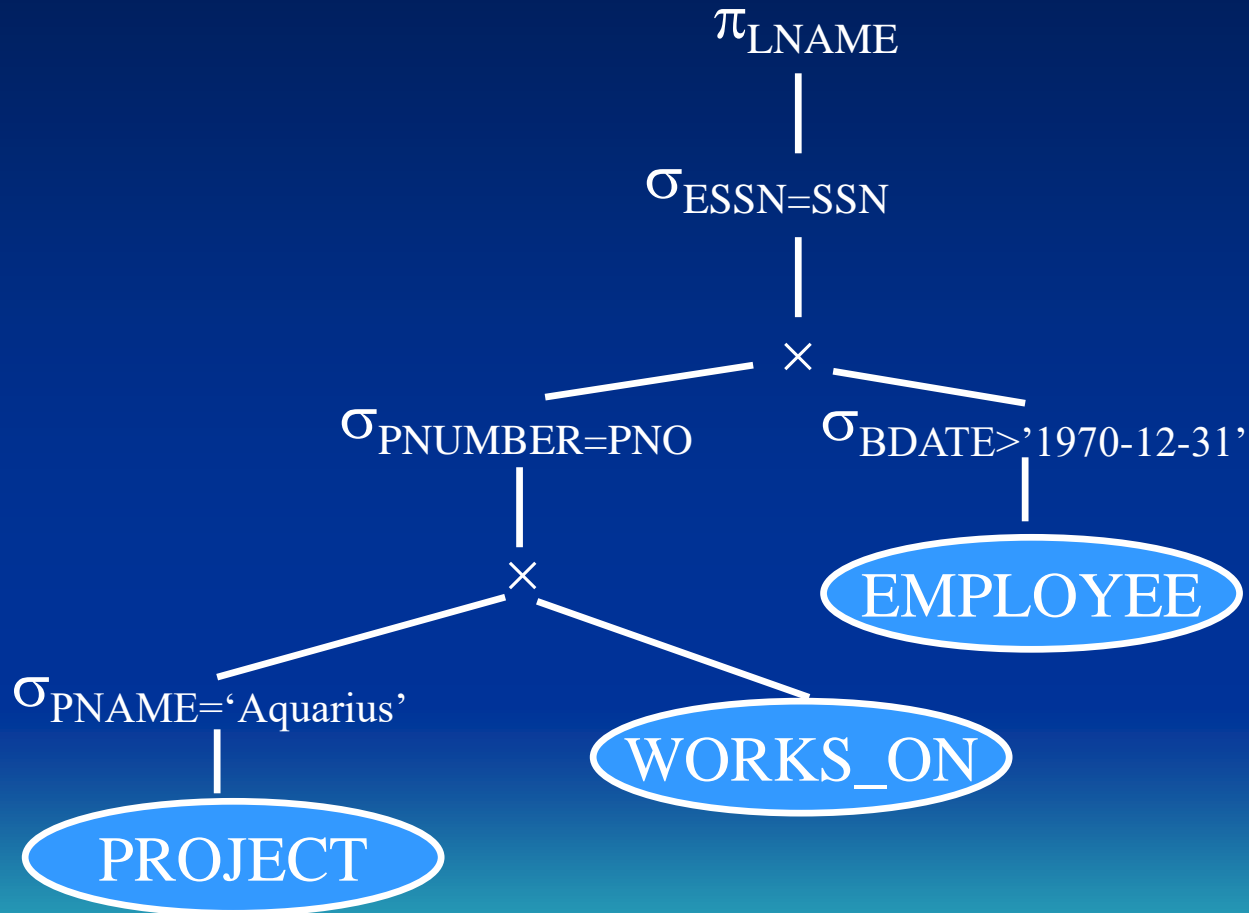 πLNAME
σESSN=SSN
×
σPNUMBER=PNO
σBDATE>’1970-12-31’
×
EMPLOYEE
σPNAME=‘Aquarius’
WORKS_ON
PROJECT